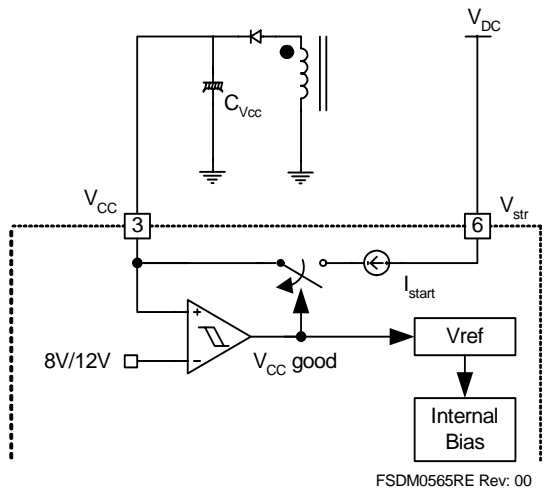 V_DC
C_Vcc
V_CC
3
6
V_str
I_start
+
-
8V/12V
V_CC good
Vref
Internal
Bias
FSDM0565RE Rev: 00